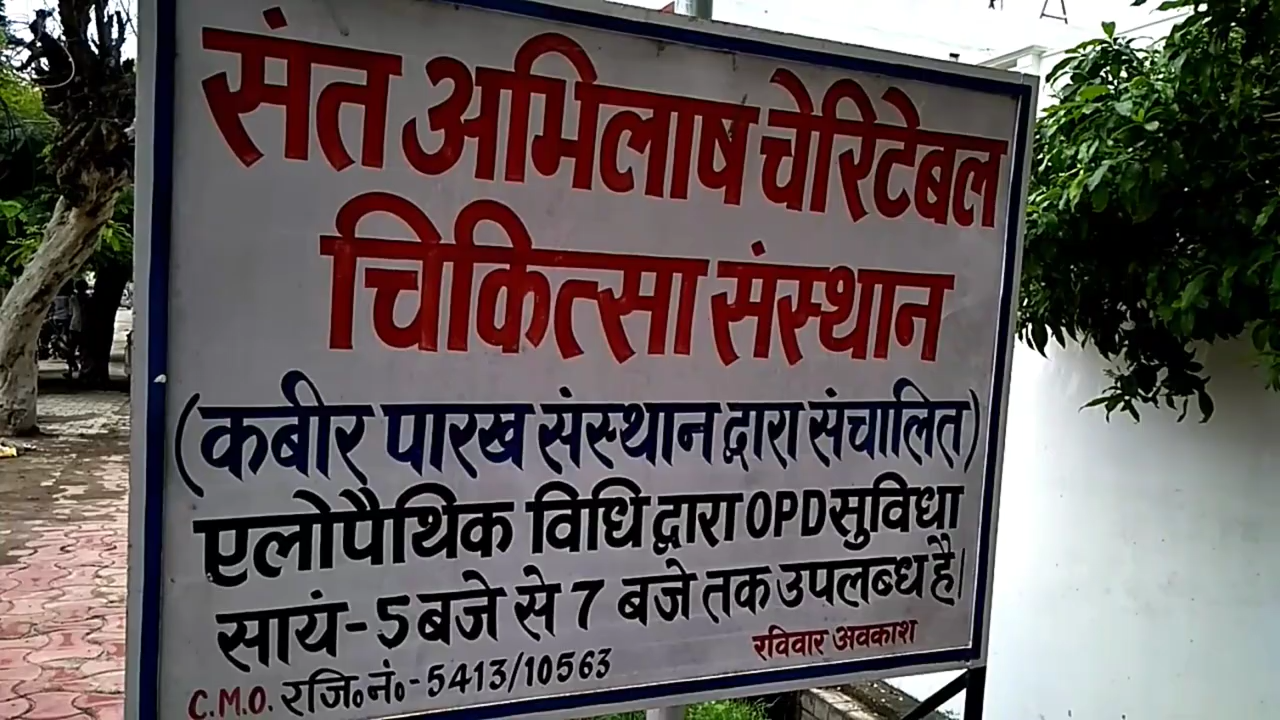 संत अभिलाष चेरिटेबल
चिकित्सा संस्थान
(कबीर पारख संस्थान द्वारा संचालित)
एलोपैथिक विधि द्वारा OPD सुविधा
सायं-5 बजे से 7 बजे तक उपलब्ध है।
रविवार अवकाश
C.M.O. रजि०नं०-5413/10563